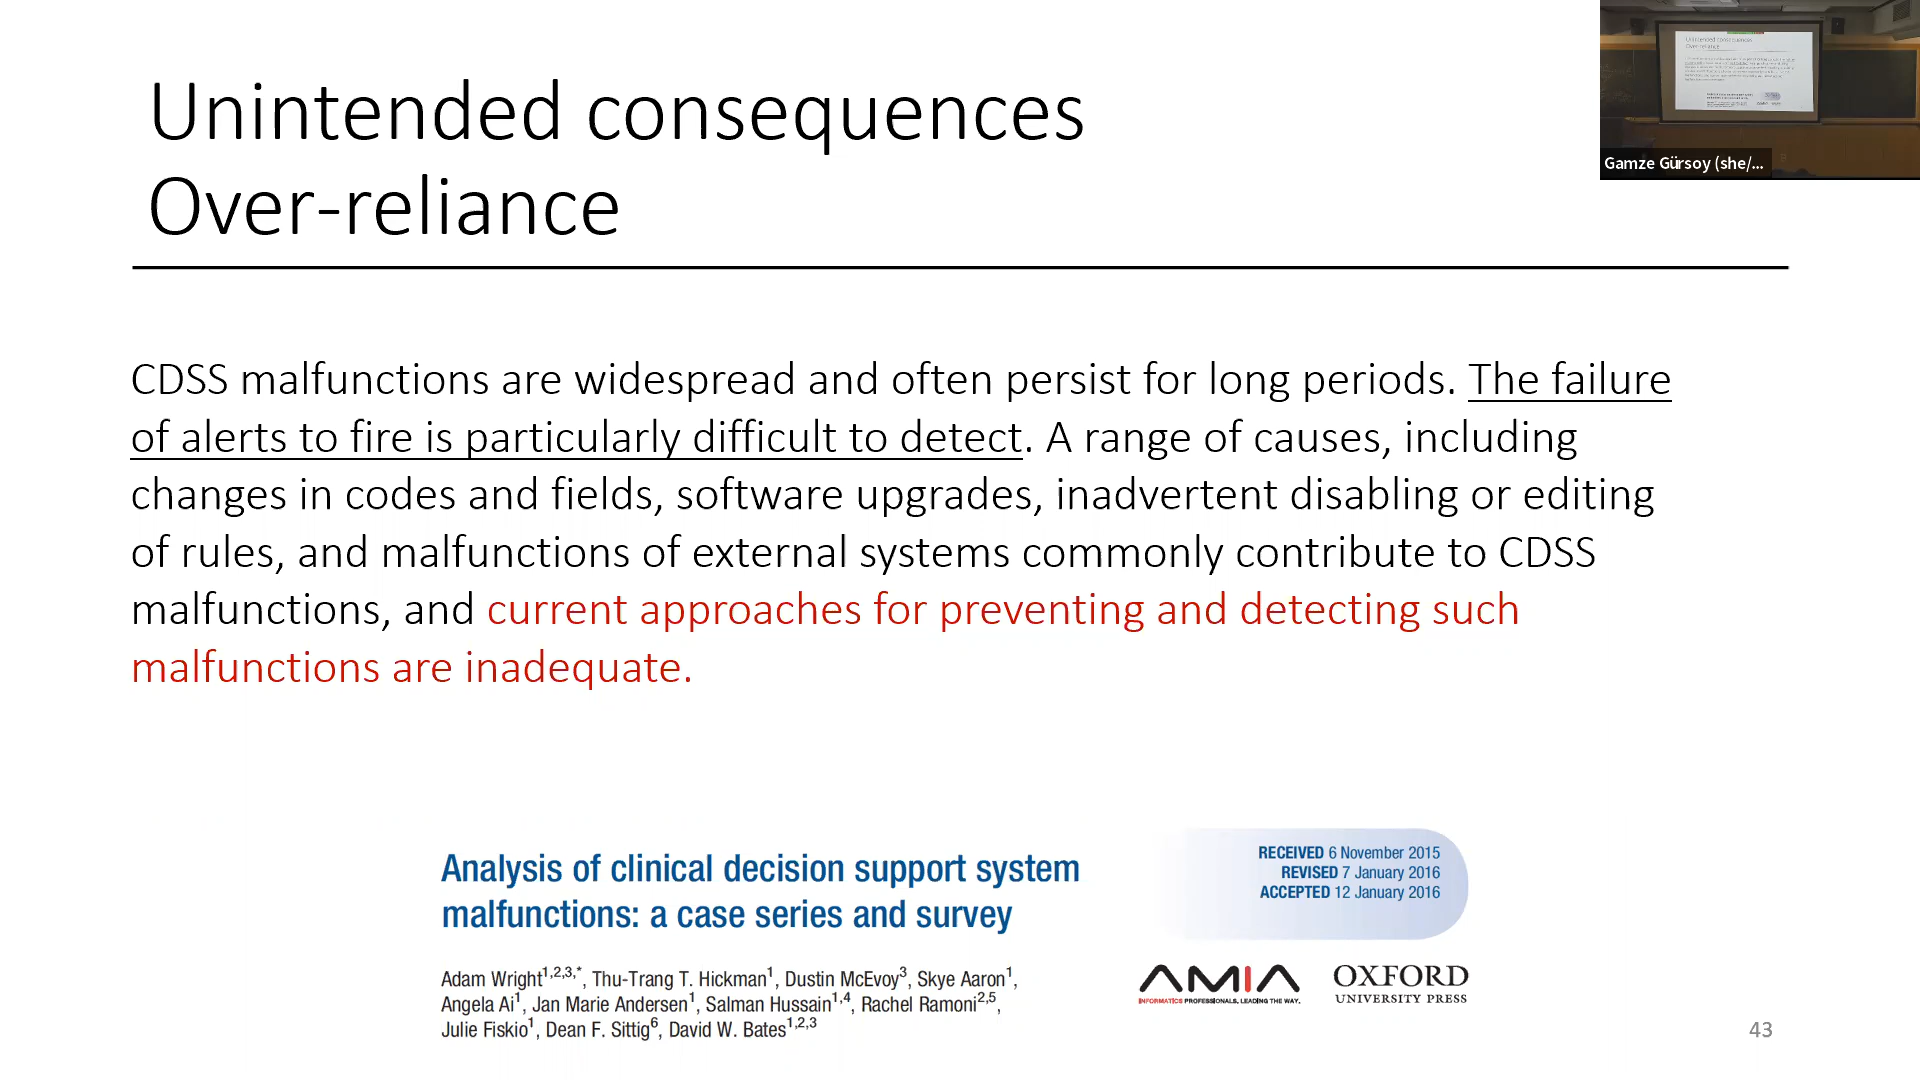 Unintended consequences
Over-reliance
Gamze Gürsoy (she/...
CDSS malfunctions are widespread and often persist for long periods. The failure
of alerts to fire is particularly difficult to detect. A range of causes, including
changes in codes and fields, software upgrades, inadvertent disabling or editing
of rules, and malfunctions of external systems commonly contribute to CDSS
malfunctions, and current approaches for preventing and detecting such
malfunctions are inadequate.
Analysis of clinical decision support system
malfunctions: a case series and survey
RECEIVED 6 November 2015
REVISED 7 January 2016
ACCEPTED 12 January 2016
Adam Wright1,2,3,*, Thu-Trang T. Hickman1, Dustin McEvoy3, Skye Aaron1,
Angela Ai1, Jan Marie Andersen1, Salman Hussain1,4, Rachel Ramoni2,5,
Julie Fiskio1, Dean F. Sittig6, David W. Bates1,2,3
AMIA
INFORMATICS PROFESSIONALS. LEADING THE WAY.
OXFORD
UNIVERSITY PRESS
43